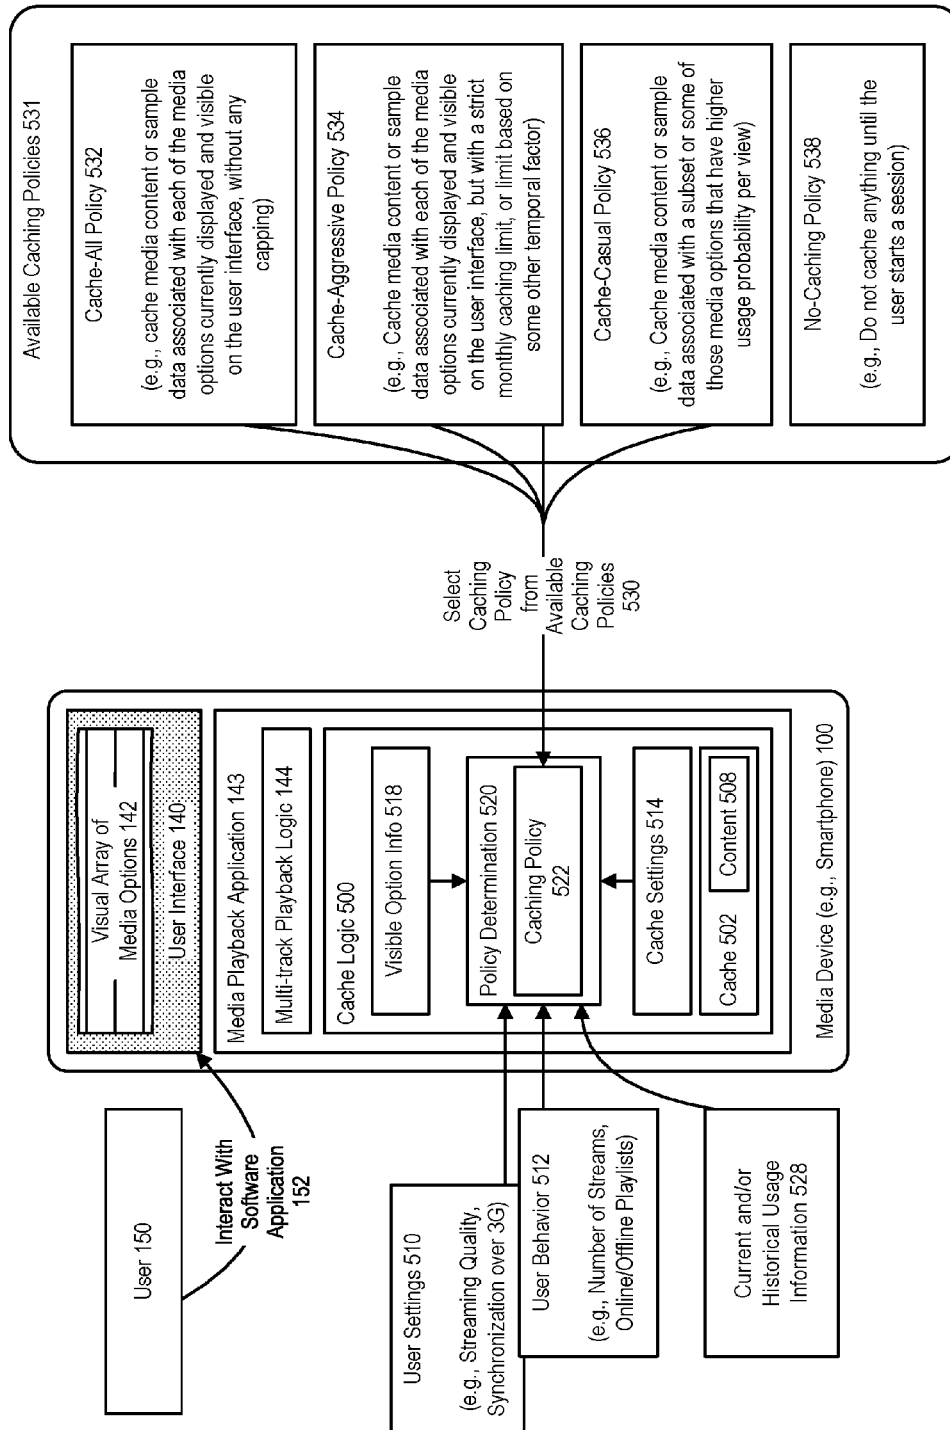 User 150
Interact With
Software
Application
152
User Settings 510
(e.g., Streaming Quality,
Synchronization over 3G)
User Behavior 512
(e.g., Number of Streams,
Online/Offline Playlists)
Current and/or
Historical Usage
Information 528
Visual Array of
Media Options 142
User Interface 140
Media Playback Application 143
Multi-track Playback Logic 144
Cache Logic 500
Visible Option Info 518
Policy Determination 520
Caching Policy
522
Cache Settings 514
Cache 502
Content 508
Media Device (e.g., Smartphone) 100
Select
Caching
Policy
from
Available
Caching
Policies
530
Available Caching Policies 531
Cache-All Policy 532
(e.g., cache media content or sample
data associated with each of the media
options currently displayed and visible
on the user interface, without any
capping)
Cache-Aggressive Policy 534
(e.g., Cache media content or sample
data associated with each of the media
options currently displayed and visible
on the user interface, but with a strict
monthly caching limit, or limit based on
some other temporal factor)
Cache-Casual Policy 536
(e.g., Cache media content or sample
data associated with a subset or some of
those media options that have higher
usage probability per view)
No-Caching Policy 538
(e.g., Do not cache anything until the
user starts a session)